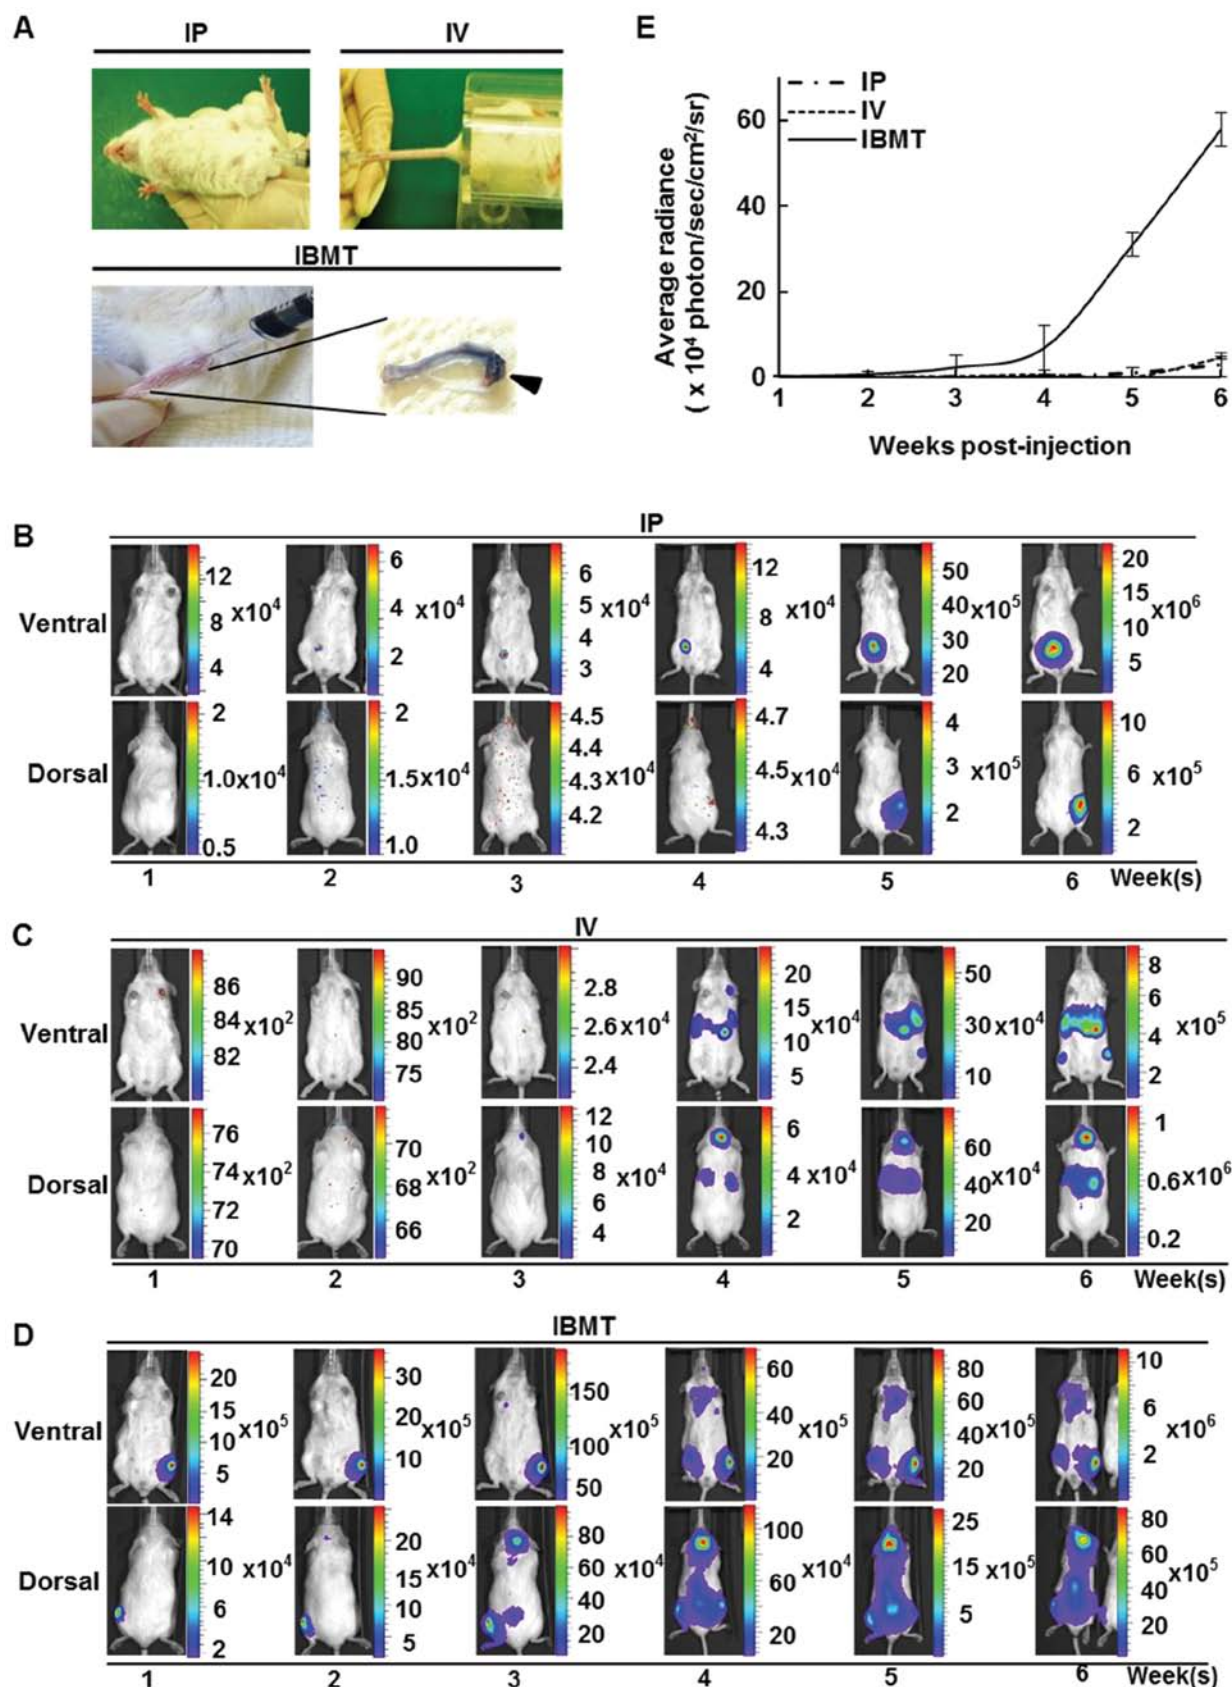 A
IP
IV
IBMT
E
IP
IV
IBMT
Average radiance
( x 10⁴ photon/sec/cm²/sr)
60
40
20
0
1 2 3 4 5 6
Weeks post-injection
B
IP
Ventral
12 8 4 x10⁴
6 4 2 x10⁴
6 5 4 3 x10⁴
12 8 4 x10⁴
50 40 30 20 x10⁵
20 15 10 5 x10⁶
Dorsal
2 1.0 0.5 x10⁴
2 1.5 1.0 x10⁴
4.5 4.4 4.3 4.2 x10⁴
4.7 4.5 4.3 x10⁴
4 3 2 x10⁵
10 6 2 x10⁵
1 2 3 4 5 6 Week(s)
C
IV
Ventral
86 84 82 x10²
90 85 80 75 x10²
2.8 2.6 2.4 x10⁴
20 15 10 5 x10⁴
50 30 10 x10⁴
8 6 4 2 x10⁵
Dorsal
76 74 72 70 x10²
70 68 66 x10²
12 10 8 6 4 x10⁴
6 4 2 x10⁴
60 40 20 x10⁴
1 0.6 0.2 x10⁶
1 2 3 4 5 6 Week(s)
D
IBMT
Ventral
20 15 10 5 x10⁵
30 20 10 x10⁵
150 100 50 x10⁵
60 40 20 x10⁵
80 60 40 20 x10⁵
10 6 2 x10⁶
Dorsal
14 10 6 2 x10⁴
20 15 10 5 x10⁴
80 60 40 20 x10⁴
100 60 20 x10⁴
25 15 5 x10⁵
80 60 40 20 x10⁵
1 2 3 4 5 6 Week(s)